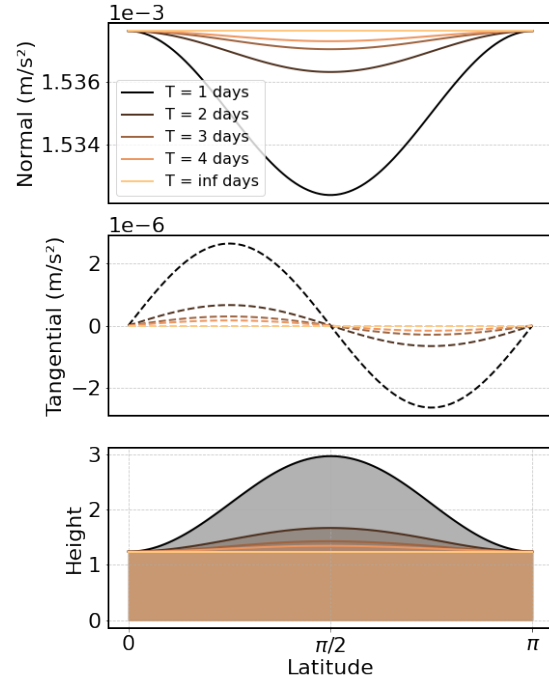 1e−3
Normal (m/s²)
1.536
1.534
T = 1 days
T = 2 days
T = 3 days
T = 4 days
T = inf days
1e−6
Tangential (m/s²)
2
0
−2
Height
3
2
1
0
0 π/2 π
Latitude